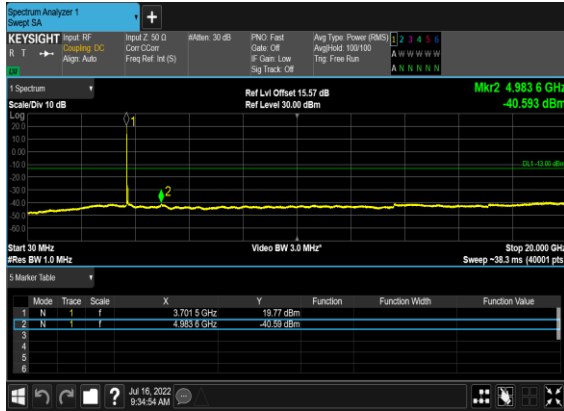 Spectrum Analyzer 1
Swept SA
KEYSIGHT Input: RF Input Z: 50 Ω #Atten: 30 dB PNO: Fast Avg Type: Power (RMS) 1 2 3 4 5 6
R T Coupling: DC Corr CCorr Gate: Off Avg|Hold: 100/100 A W W W W W
Align: Auto Freq Ref: Int (S) IF Gain: Low Trig: Free Run
LU Sig Track: Off A N N N N N
1 Spectrum Ref Lvl Offset 15.57 dB Mkr2 4.983 6 GHz
Scale/Div 10 dB Ref Level 30.00 dBm -40.593 dBm
Log
1
20.0
10.0
0.00
-10.0
DL1 -13.00 dBm
-20.0
-30.0
2
-40.0
-50.0
-60.0
Start 30 MHz Video BW 3.0 MHz* Stop 20.000 GHz
#Res BW 1.0 MHz Sweep ~38.3 ms (40001 pts)
5 Marker Table
Mode Trace Scale X Y Function Function Width Function Value
1 N 1 f 3.701 5 GHz 19.77 dBm
2 N 1 f 4.983 6 GHz -40.59 dBm
3
4
5
6
? Jul 16, 2022
9:34:54 AM